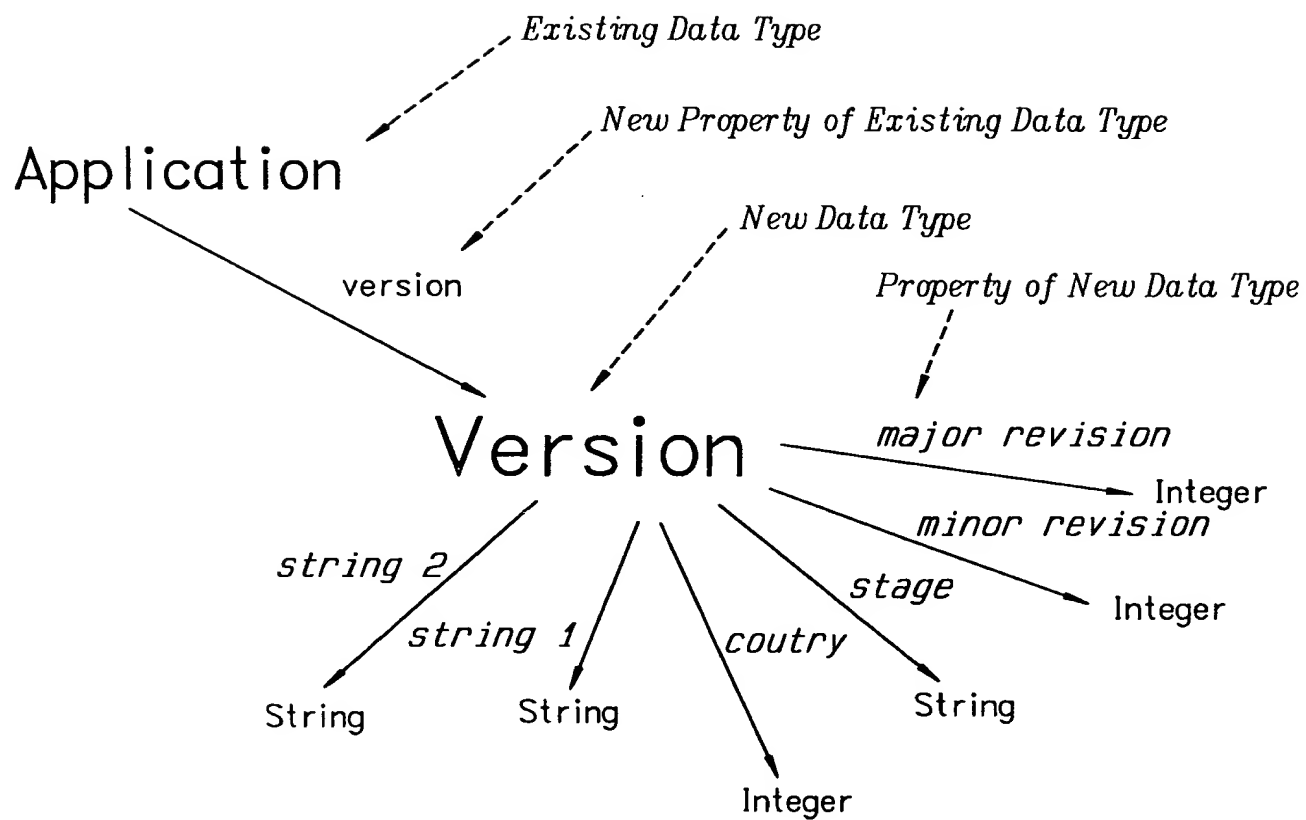 Existing Data Type
New Property of Existing Data Type
Application
New Data Type
version
Property of New Data Type
Version
major revision
Integer
minor revision
string 2
stage
Integer
string 1
coutry
String
String
String
Integer